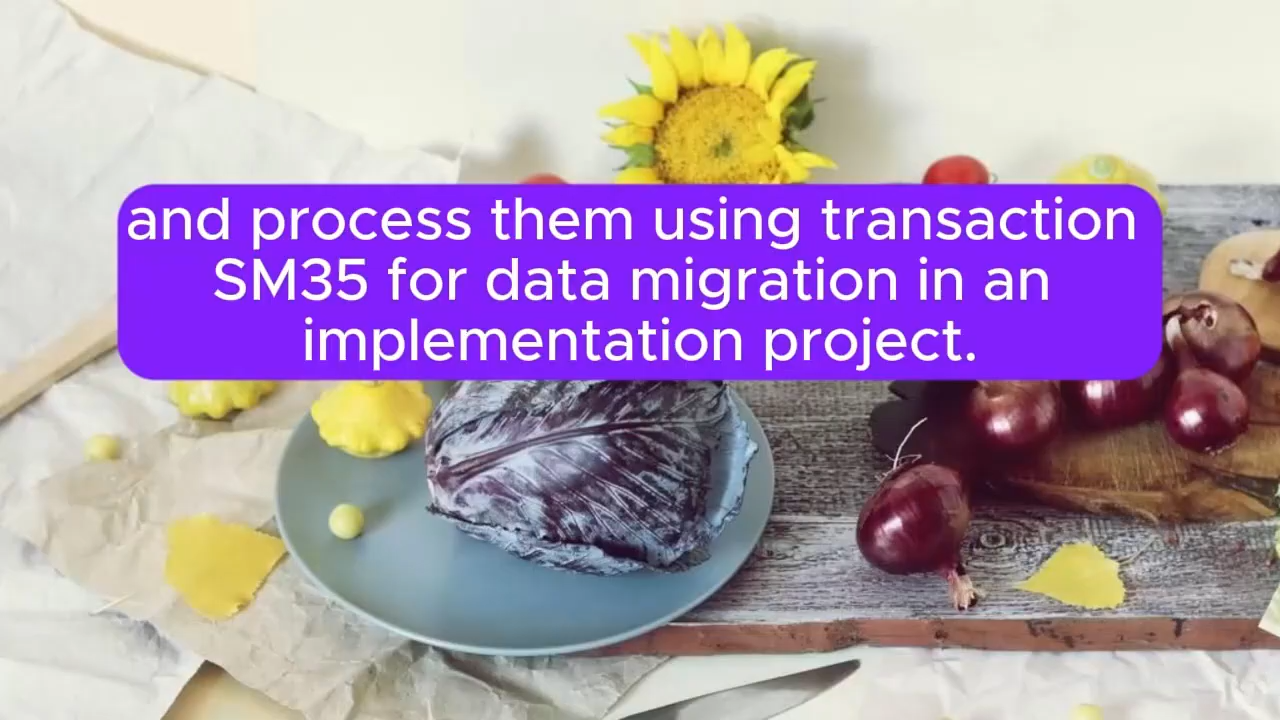 and process them using transaction
SM35 for data migration in an
implementation project.